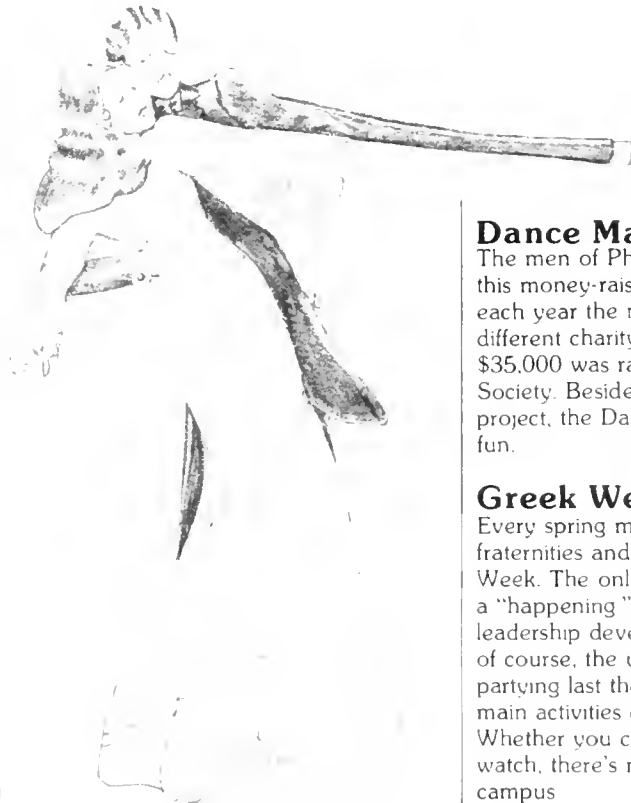 Dance Ma
The men of Ph
this money-rais
each year the r
different charity
$35,000 was ra
Society. Beside
project, the Da
fun.
Greek We
Every spring m
fraternities and
Week. The onl
a “happening”
leadership deve
of course, the u
partying last the
main activities
Whether you c
watch, there's r
campus